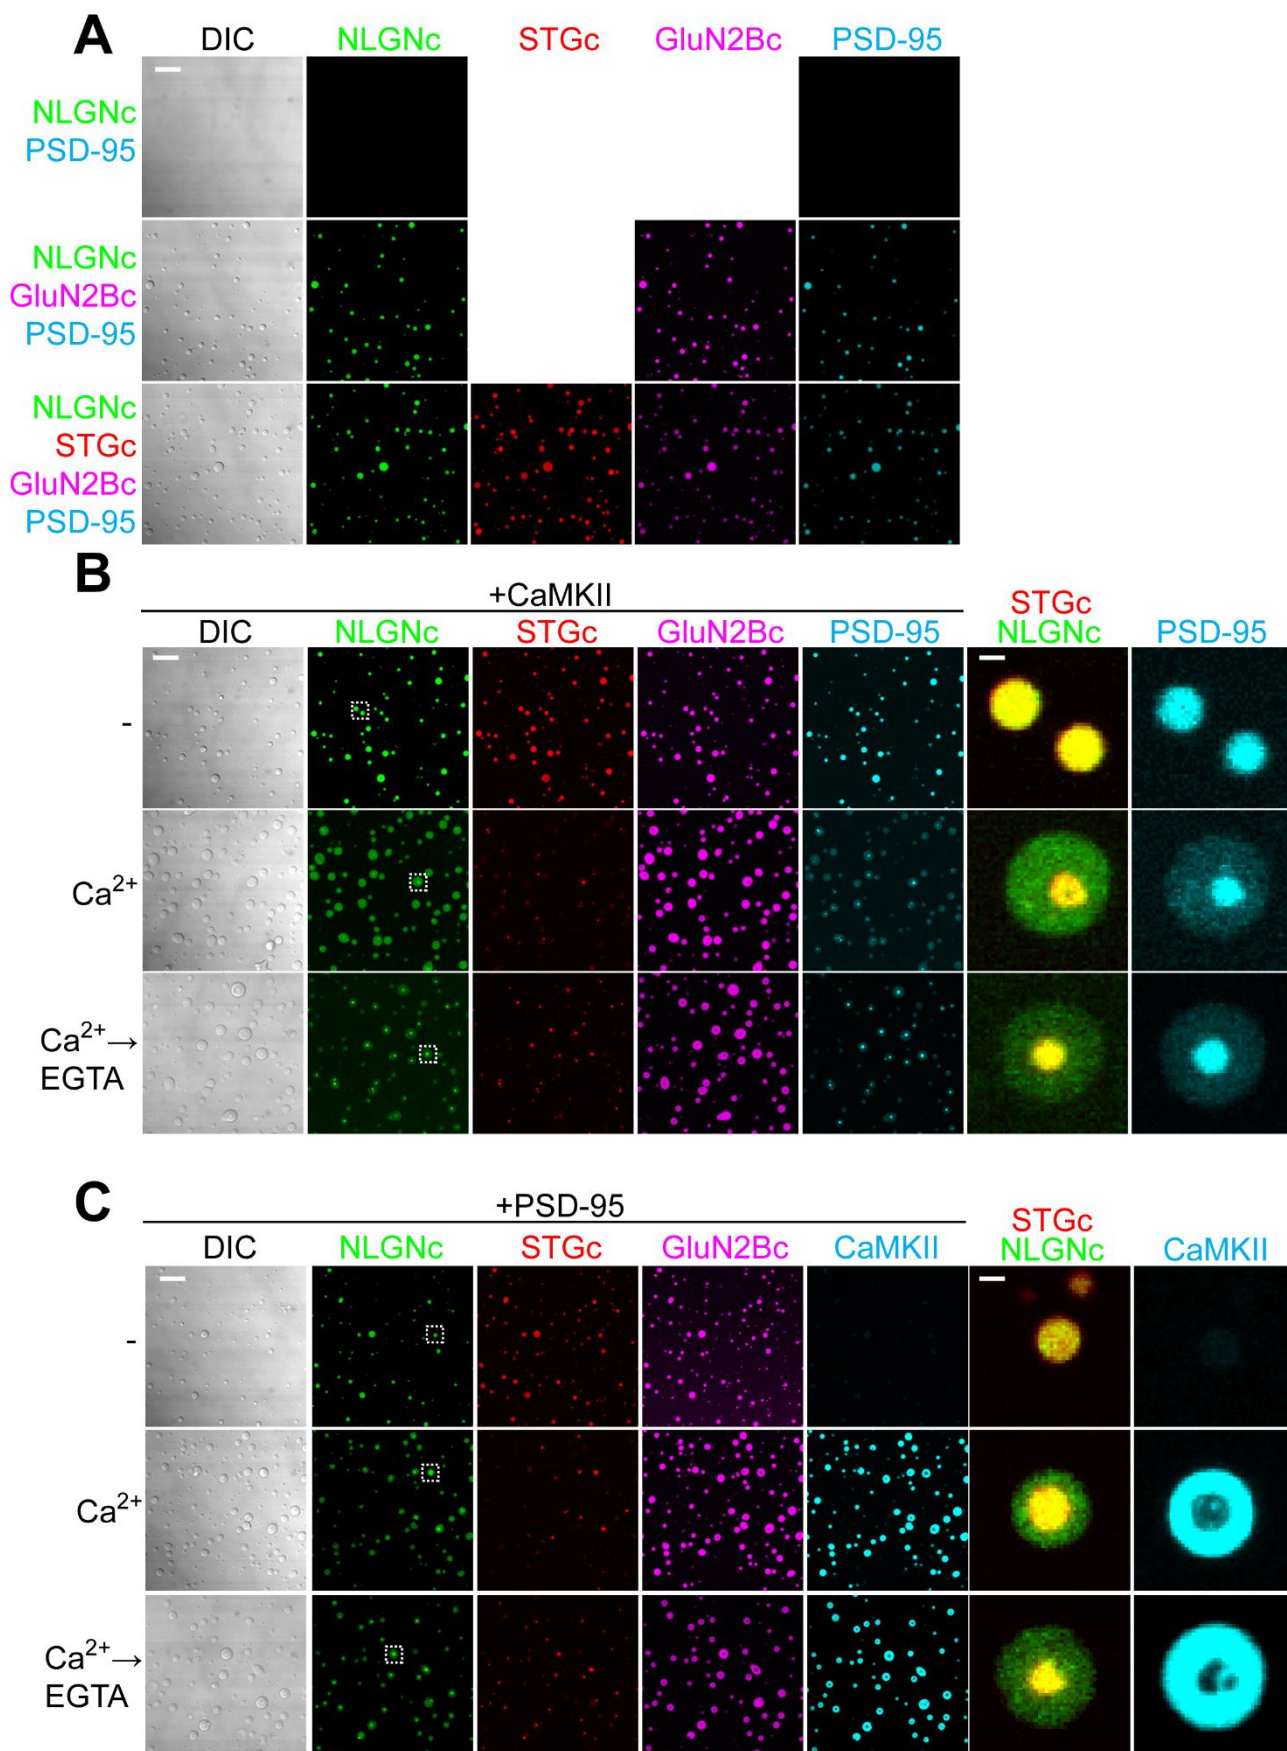 A
DIC NLGNc STGc GluN2Bc PSD-95
NLGNc
PSD-95
NLGNc
GluN2Bc
PSD-95
NLGNc
STGc
GluN2Bc
PSD-95
B
+CaMKII
STGc
DIC NLGNc STGc GluN2Bc PSD-95 NLGNc PSD-95
-
Ca²⁺
Ca²⁺→
EGTA
C
+PSD-95
STGc
DIC NLGNc STGc GluN2Bc CaMKII NLGNc CaMKII
-
Ca²⁺
Ca²⁺→
EGTA